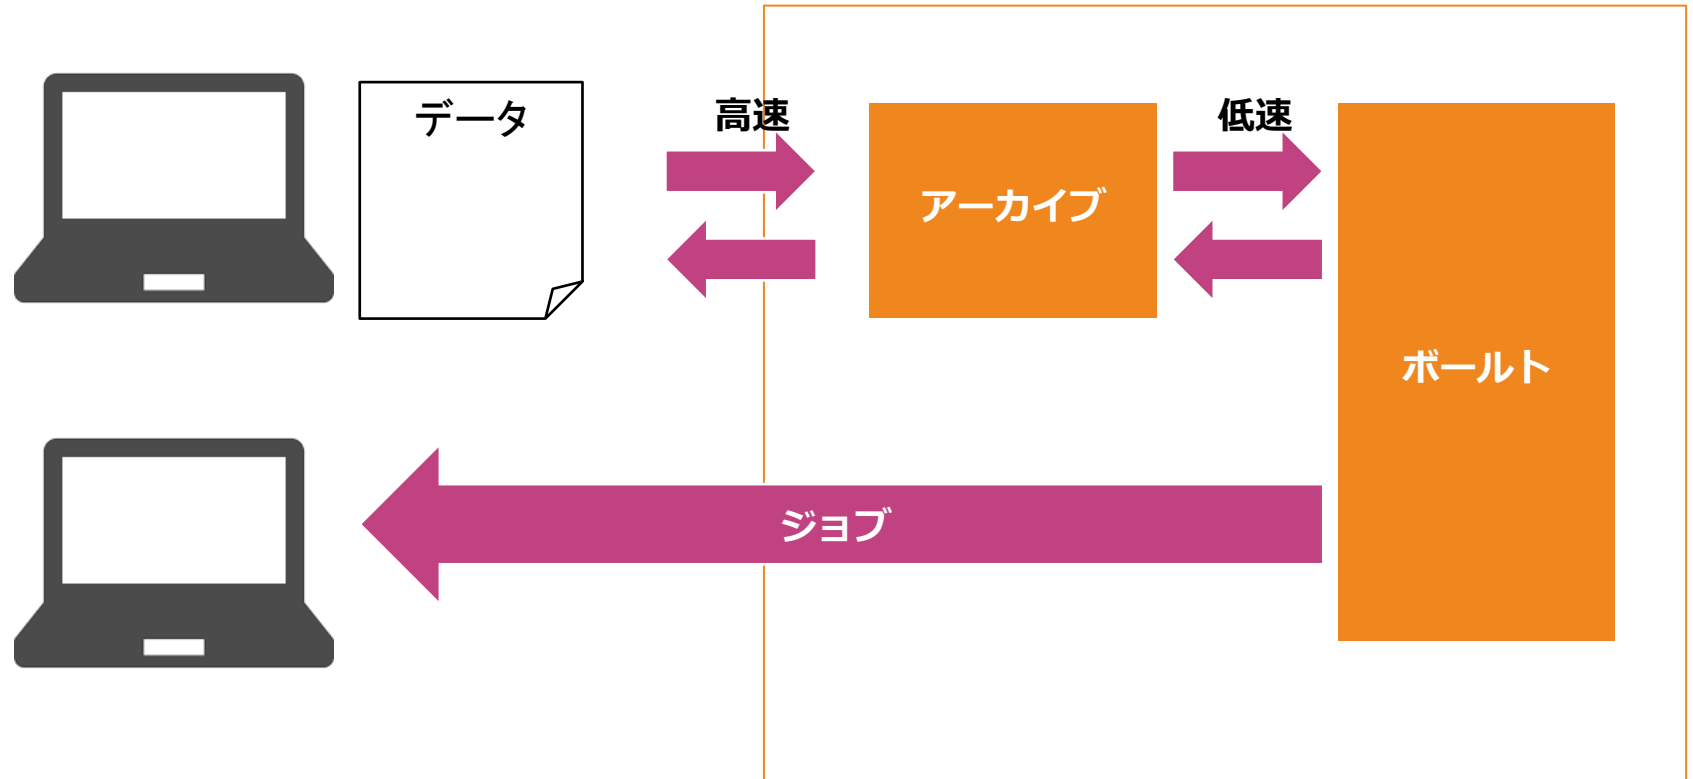 データ
高速
低速
アーカイブ
ボールト
ジョブ